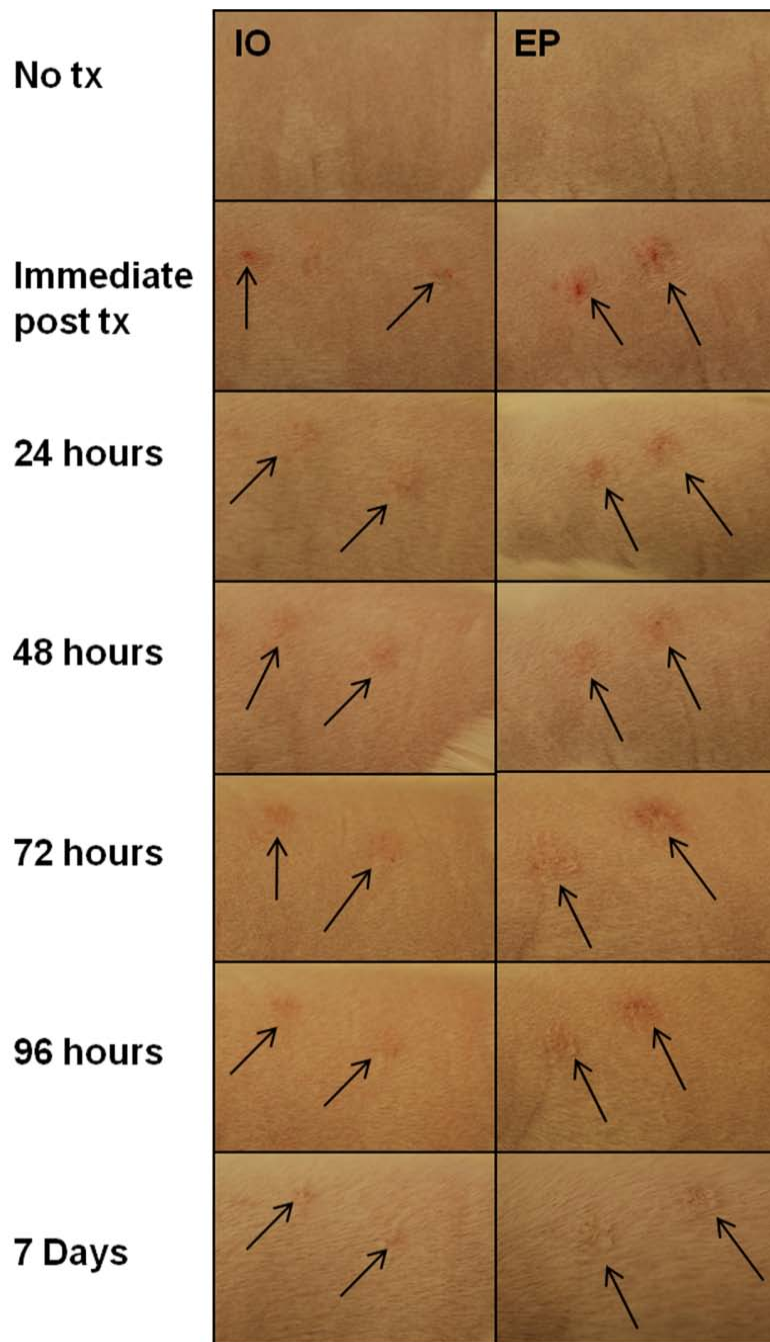 IO EP
No tx
Immediate
post tx
24 hours
48 hours
72 hours
96 hours
7 Days